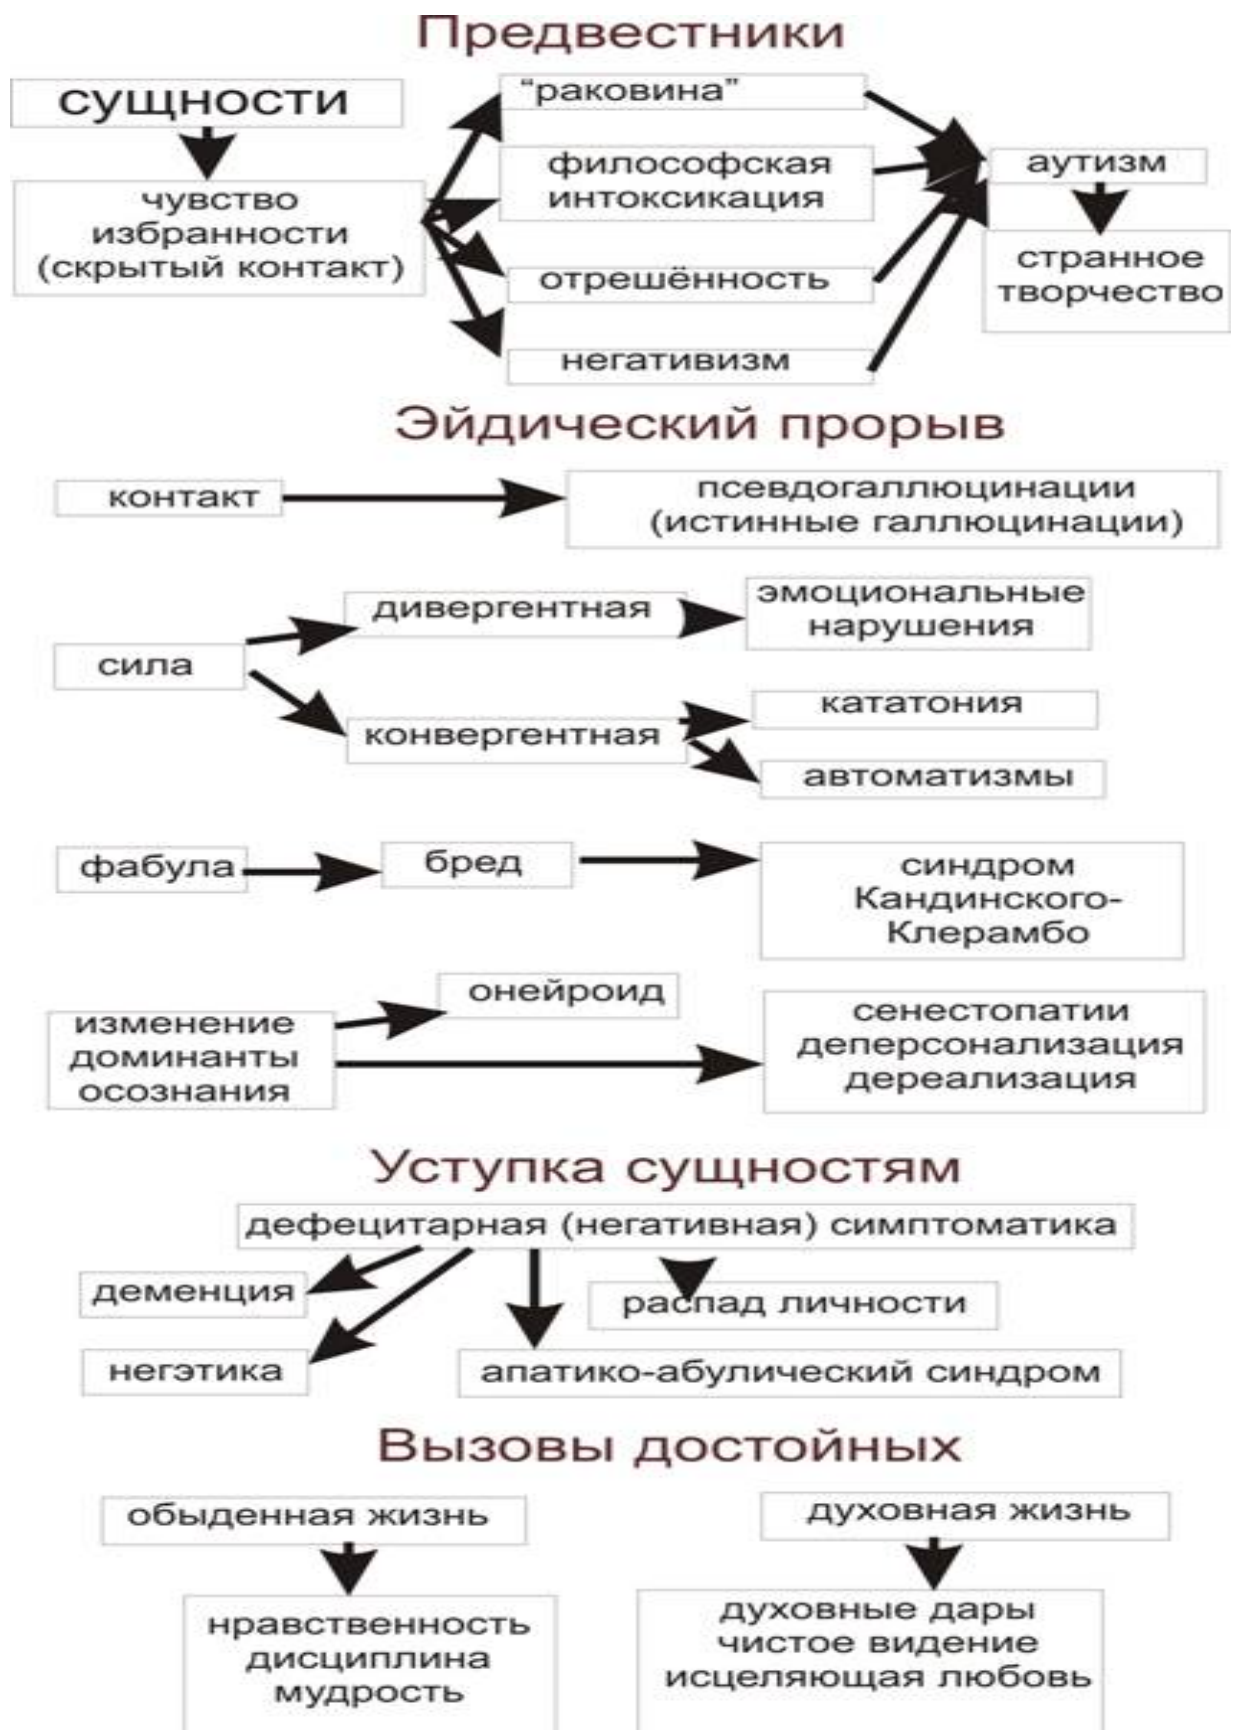 Предвестники
сущности
чувство
избранности
(скрытый контакт)
“раковина”
философская
интоксикация
отрешённость
негативизм
аутизм
странное
творчество
Эйдический прорыв
контакт
псевдогаллюцинации
(истинные галлюцинации)
сила
дивергентная
эмоциональные
нарушения
конвергентная
кататония
автоматизмы
фабула
бред
синдром
Кандинского-
Клерамбо
изменение
доминанты
осознания
онейроид
сенестопатии
деперсонализация
дереализация
Уступка сущностям
дефецитарная (негативная) симптоматика
деменция
распад личности
негэтика
апатико-абулический синдром
Вызовы достойных
обыденная жизнь
нравственность
дисциплина
мудрость
духовная жизнь
духовные дары
чистое видение
исцеляющая любовь